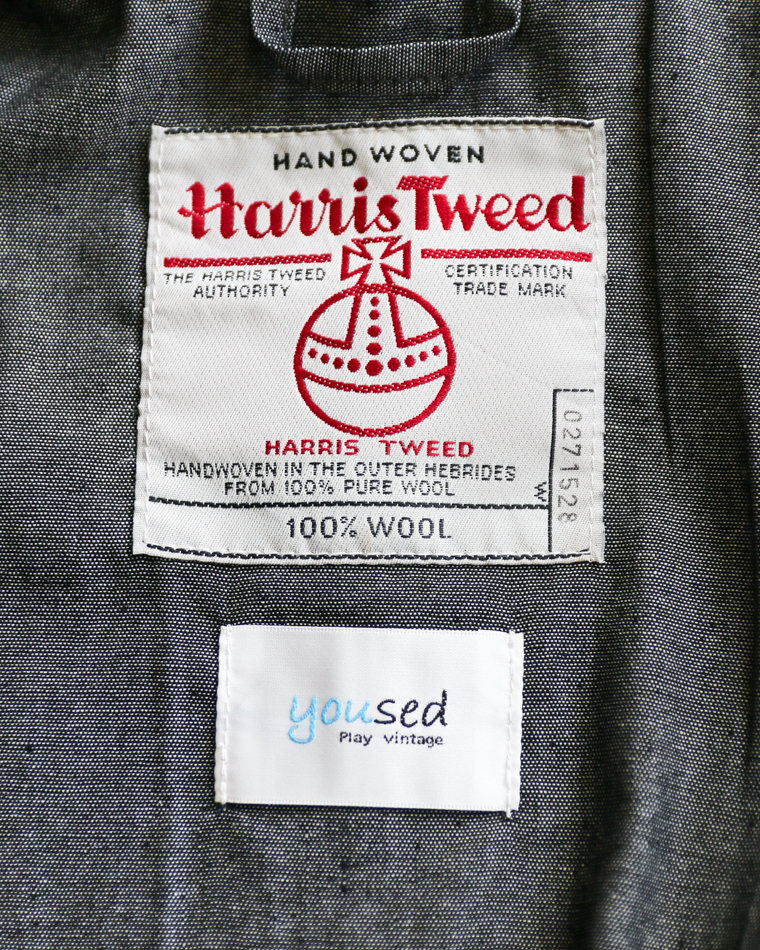 HAND WOVEN
Harris Tweed
THE HARRIS TWEED
AUTHORITY
CERTIFICATION
TRADE MARK
HARRIS TWEED
HANDWOVEN IN THE OUTER HEBRIDES
FROM 100% PURE WOOL
W
0271528
100% WOOL
yoused
Play vintage